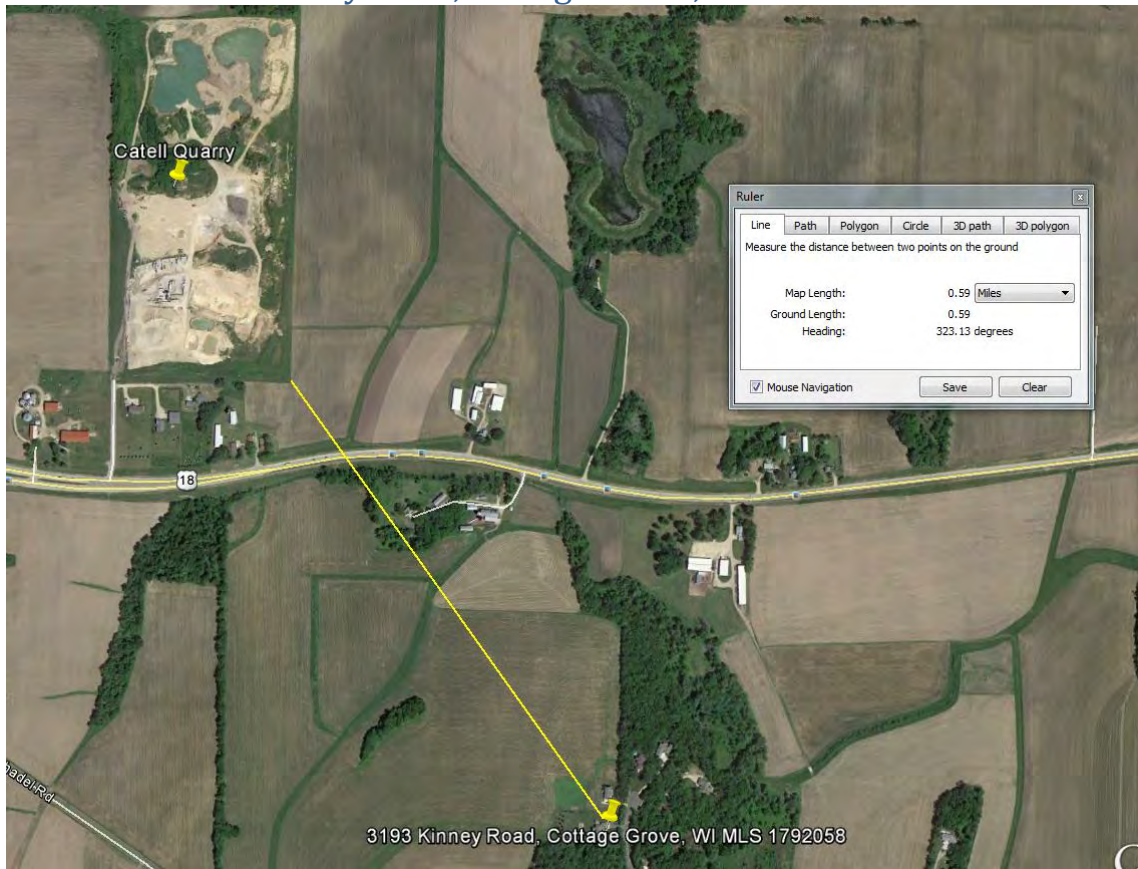 Catell Quarry
Ruler
Line Path Polygon Circle 3D path 3D polygon
Measure the distance between two points on the ground
Map Length: 0.59 Miles
Ground Length: 0.59
Heading: 323.13 degrees
Mouse Navigation Save Clear
18
Rd
3193 Kinney Road, Cottage Grove, WI MLS 1792058